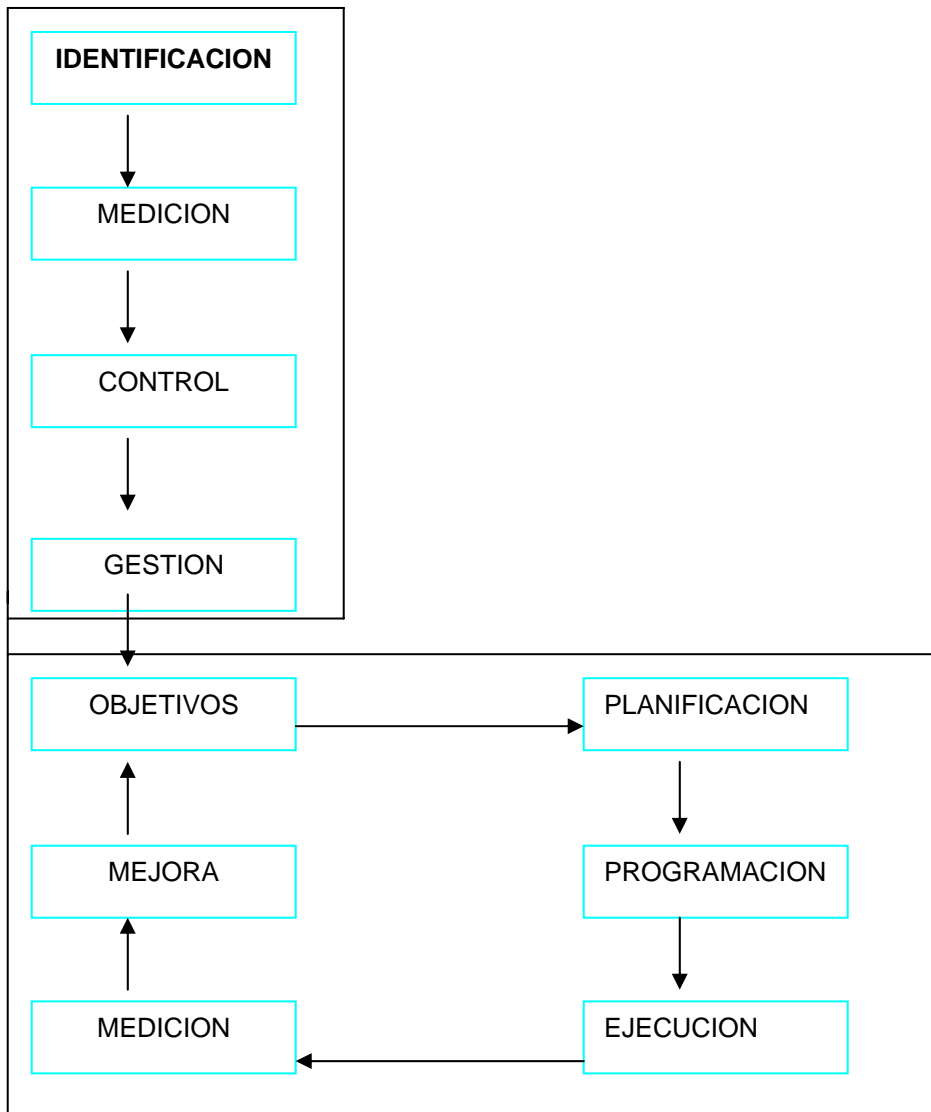 IDENTIFICACION
MEDICION
CONTROL
GESTION
OBJETIVOS
PLANIFICACION
MEJORA
PROGRAMACION
MEDICION
EJECUCION